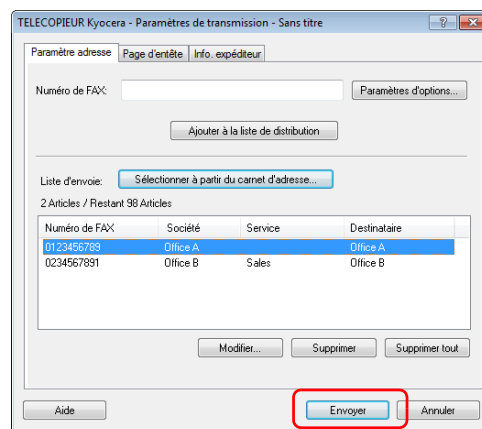 TELECOPIEUR Kyocera - Paramètres de transmission - Sans titre
Paramètre adresse Page d'entête Info. expéditeur
Numéro de FAX: Paramètres d'options...
Ajouter à la liste de distribution
Liste d'envoie: Sélectionner à partir du carnet d'adresse...
2 Articles / Restant 98 Articles
Numéro de FAX Société Service Destinataire
0123456789 Office A Office A
0234567891 Office B Sales Office B
Modifier... Supprimer Supprimer tout
Aide Envoyer Annuler